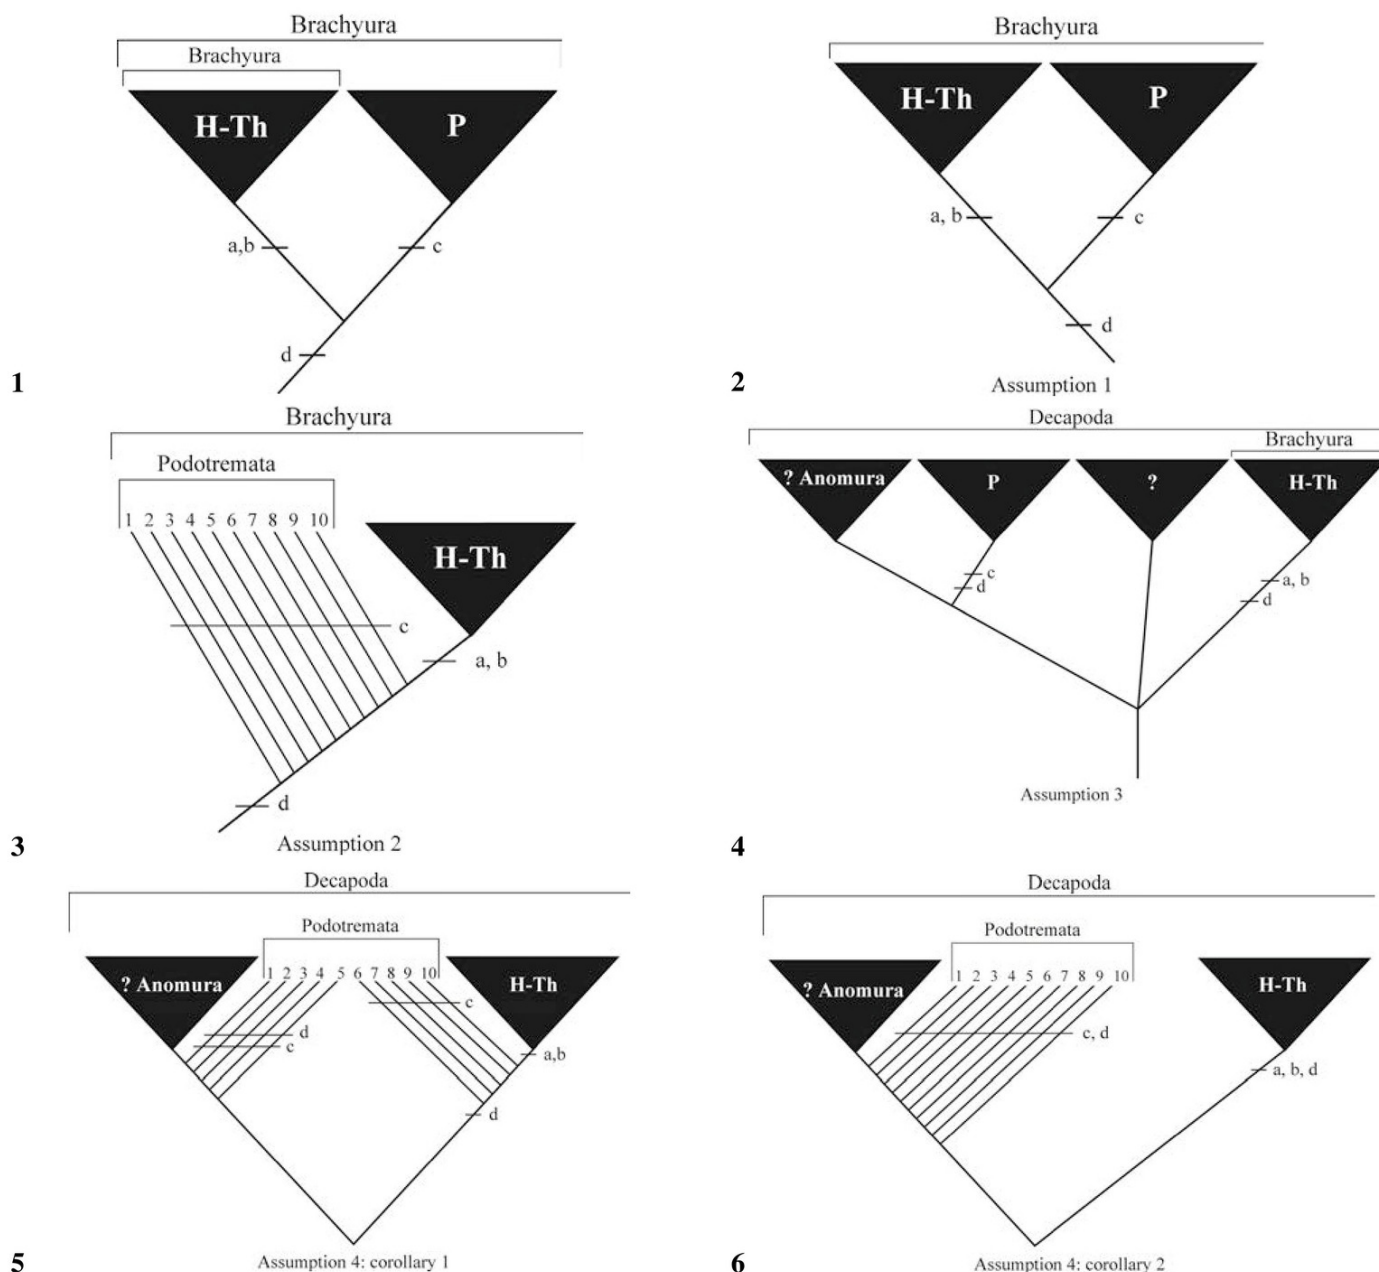 Brachyura
Brachyura
H-Th P
a,b c
d
1
Brachyura
H-Th P
a, b c
d
2
Assumption 1
Brachyura
Podotremata
1 2 3 4 5 6 7 8 9 10
H-Th
c
a, b
d
3
Assumption 2
Decapoda
Brachyura
? Anomura P ? H-Th
c
d
a, b
d
Assumption 3
4
Decapoda
Podotremata
1 2 3 4 5 6 7 8 9 10
? Anomura H-Th
c
d
c
a,b
d
5
Assumption 4: corollary 1
Decapoda
Podotremata
1 2 3 4 5 6 7 8 9 10
? Anomura H-Th
c, d
a, b, d
6
Assumption 4: corollary 2